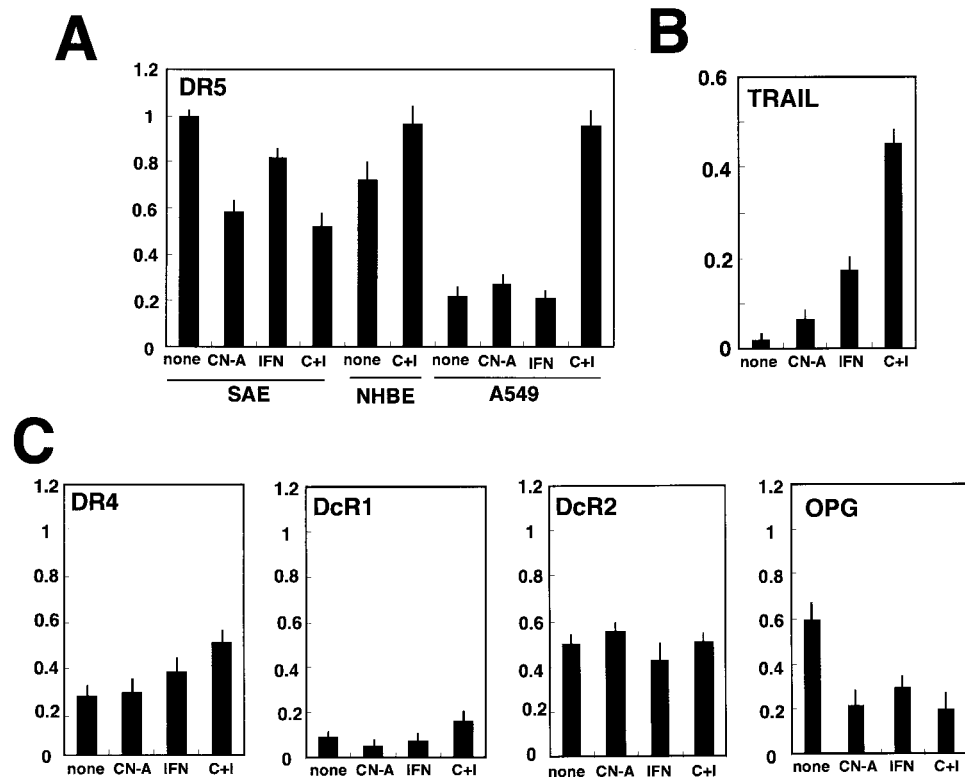 A
DR5
1.2
1
0.8
0.6
0.4
0.2
0
none CN-A IFN C+I none C+I none CN-A IFN C+I
SAE NHBE A549
B
TRAIL
0.6
0.4
0.2
0
none CN-A IFN C+I
C
DR4
1.2
1
0.8
0.6
0.4
0.2
0
none CN-A IFN C+I
DcR1
1.2
1
0.8
0.6
0.4
0.2
0
none CN-A IFN C+I
DcR2
1.2
1
0.8
0.6
0.4
0.2
0
none CN-A IFN C+I
OPG
1.2
1
0.8
0.6
0.4
0.2
0
none CN-A IFN C+I